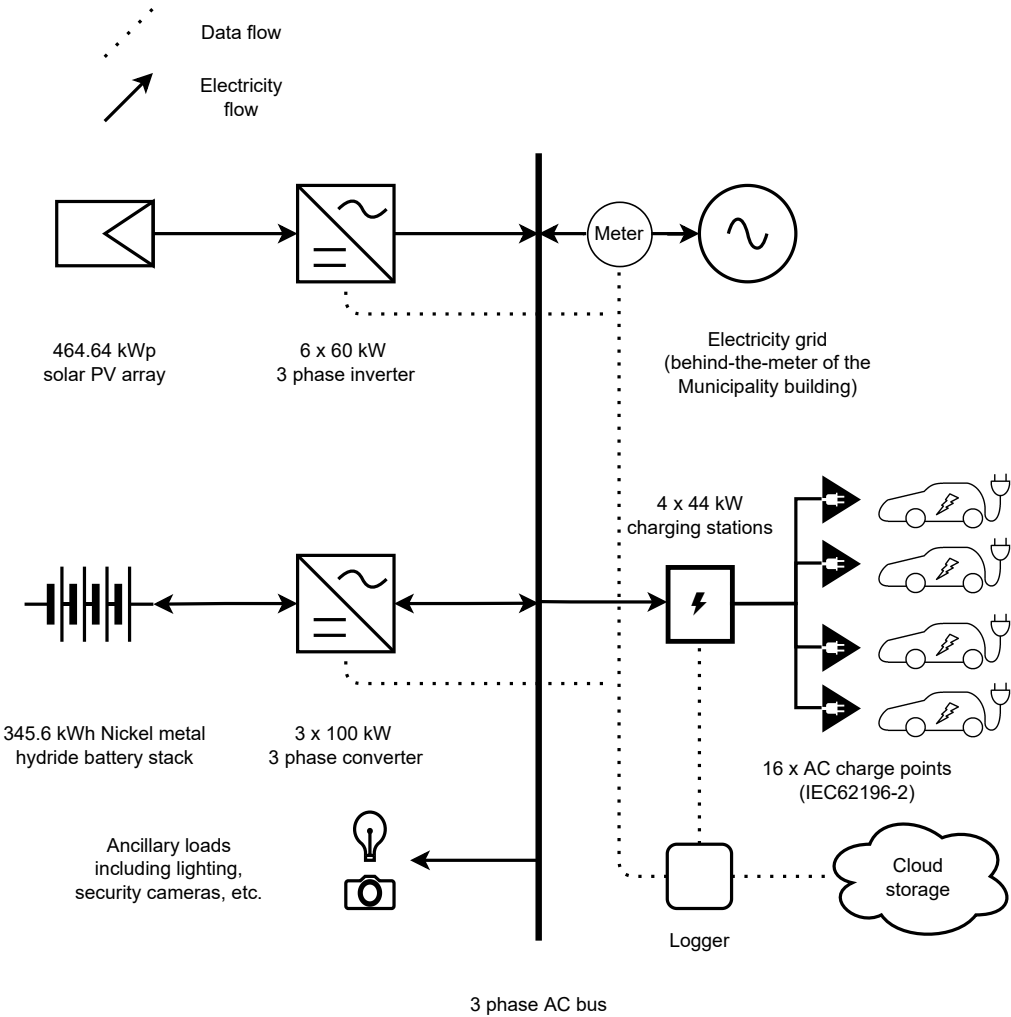 Data flow
Electricity
flow
Meter
464.64 kWp
solar PV array
6 x 60 kW
3 phase inverter
Electricity grid
(behind-the-meter of the
Municipality building)
4 x 44 kW
charging stations
345.6 kWh Nickel metal
hydride battery stack
3 x 100 kW
3 phase converter
16 x AC charge points
(IEC62196-2)
Ancillary loads
including lighting,
security cameras, etc.
Cloud
storage
Logger
3 phase AC bus